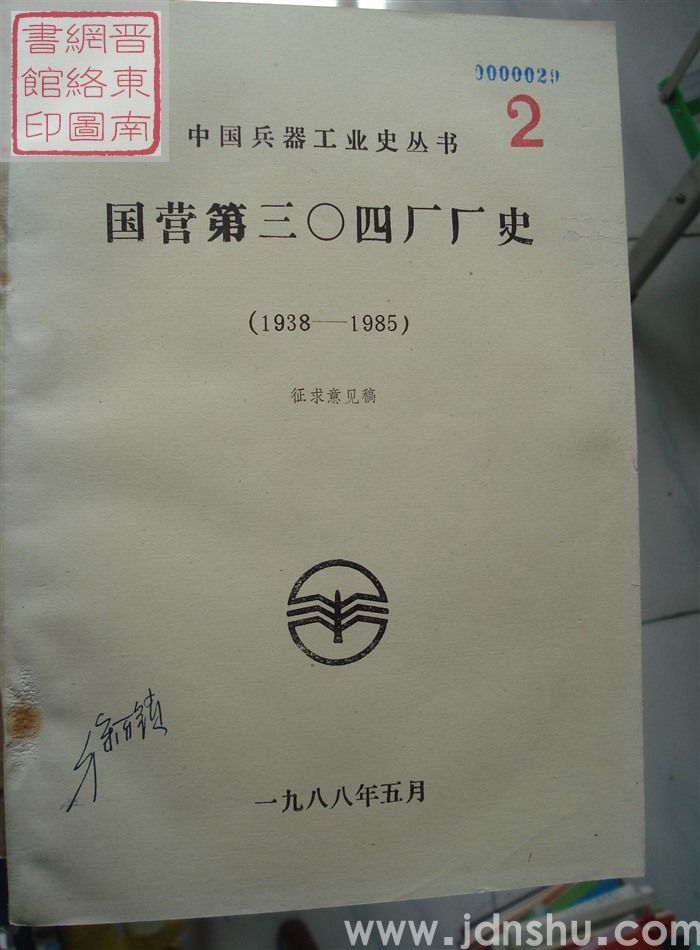 晋東南
網絡圖
書館印
0000029
2
中国兵器工业史丛书
国营第三〇四厂厂史
(1938——1985)
征求意见稿
一九八八年五月
www.jdnshu.com